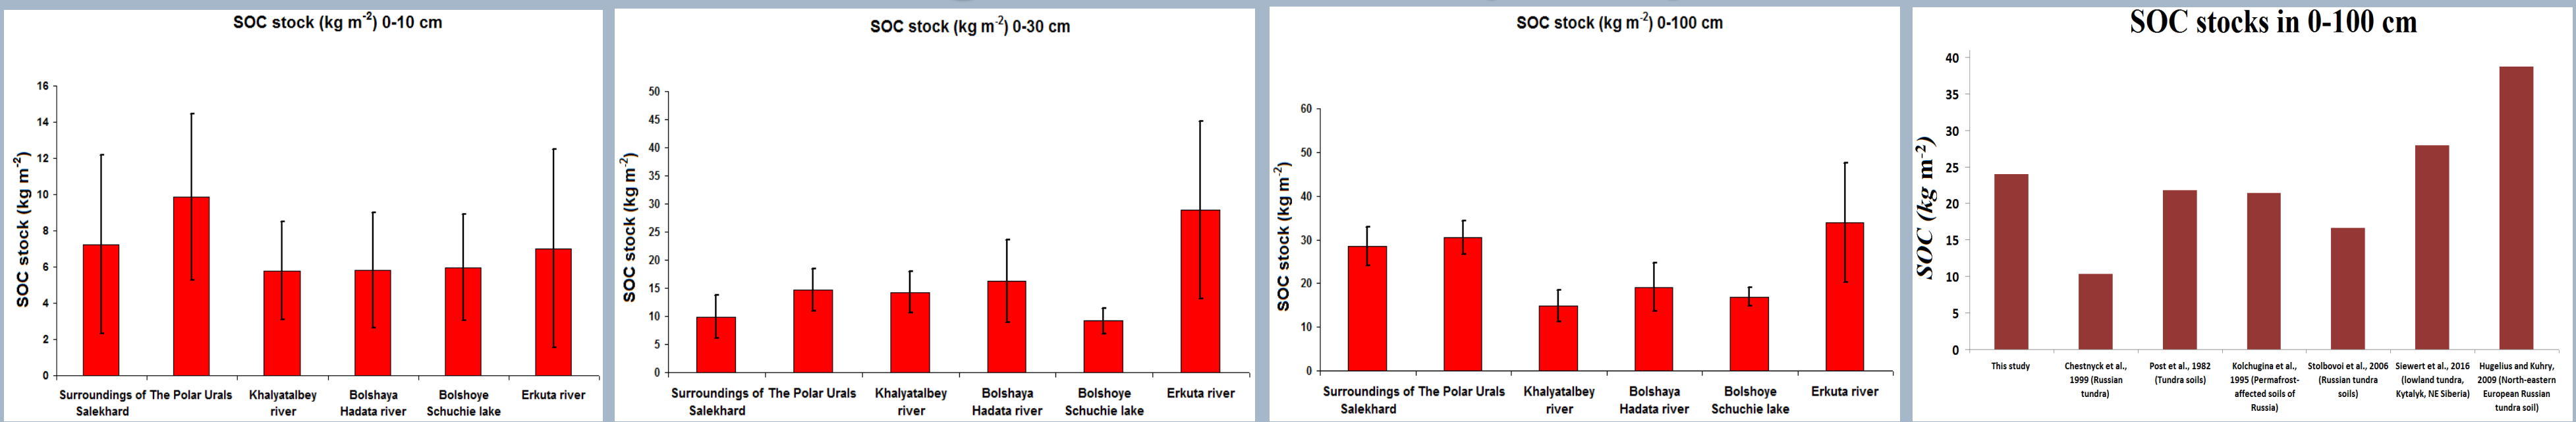 SOC stock (kg m-2) 0-10 cm
SOC stock (kg m-2)
16
14
12
10
8
6
4
2
0
Surroundings of Salekhard
The Polar Urals
Khalyatalbey river
Bolshaya Hadata river
Bolshoye Schuchie lake
Erkuta river
SOC stock (kg m-2) 0-30 cm
SOC stock (kg m-2)
50
45
40
35
30
25
20
15
10
5
0
Surroundings of Salekhard
The Polar Urals
Khalyatalbey river
Bolshaya Hadata river
Bolshoye Schuchie lake
Erkuta river
SOC stock (kg m-2) 0-100 cm
SOC stock (kg m-2)
60
50
40
30
20
10
0
Surroundings of Salekhard
The Polar Urals
Khalyatalbey river
Bolshaya Hadata river
Bolshoye Schuchie lake
Erkuta river
SOC stocks in 0-100 cm
SOC (kg m-2)
40
35
30
25
20
15
10
5
0
This study
Chestnyck et al., 1999 (Russian tundra)
Post et al., 1982 (Tundra soils)
Kolchugina et al., 1995 (Permafrost-affected soils of Russia)
Stolbovoi et al., 2006 (Russian tundra soils)
Siewert et al., 2016 (lowland tundra, Kytalyk, NE Siberia)
Hugelius and Kuhry, 2009 (North-eastern European Russian tundra soil)